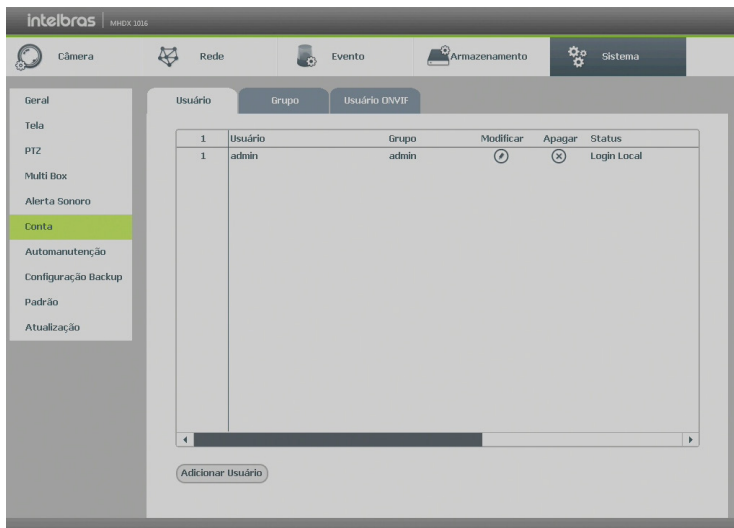 intelbras MHDX 1016
Câmera Rede Evento Armazenamento Sistema
Geral
Tela
PTZ
Multi Box
Alerta Sonoro
Conta
Automanutenção
Configuração Backup
Padrão
Atualização
Usuário Grupo Usuário ONVIF
1 Usuário Grupo Modificar Apagar Status
1 admin admin Login Local
Adicionar Usuário